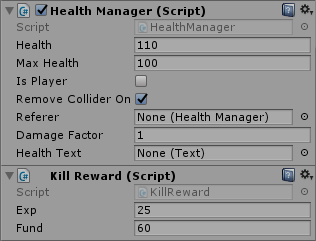 Health Manager (Script)
Script HealthManager
Health 110
Max Health 100
Is Player
Remove Collider On
Referer None (Health Manager)
Damage Factor 1
Health Text None (Text)
Kill Reward (Script)
Script KillReward
Exp 25
Fund 60